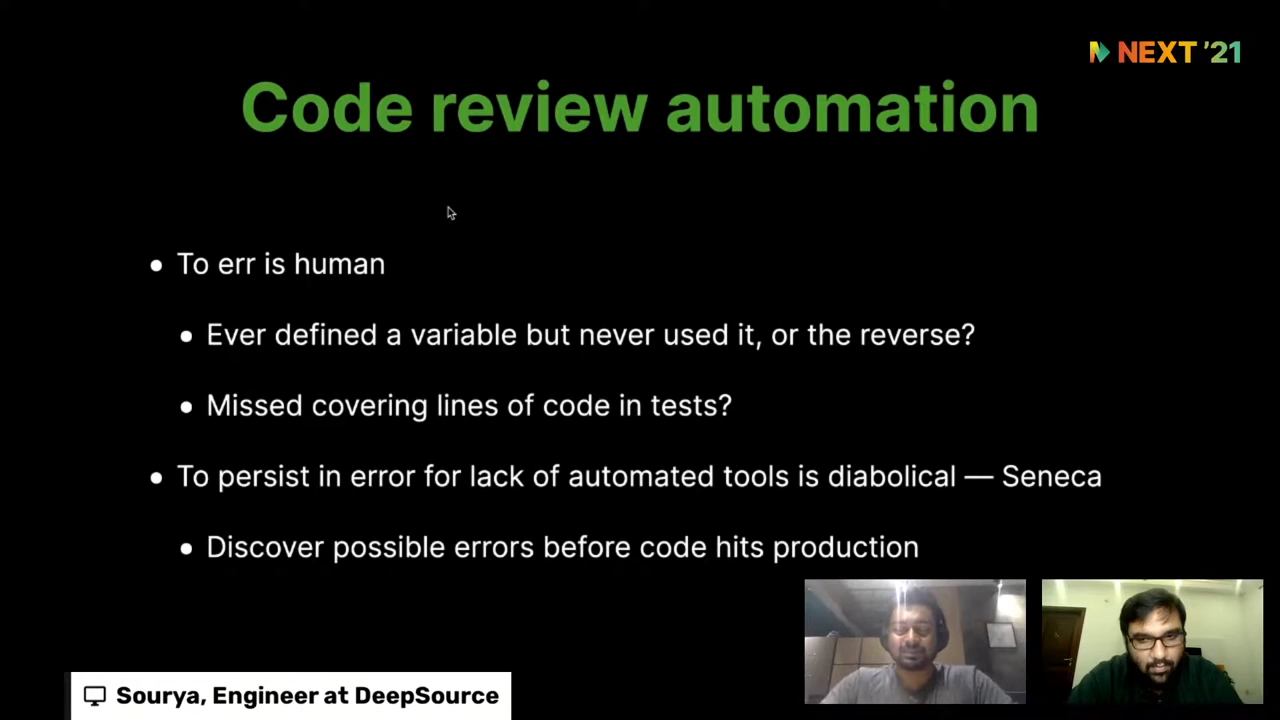 NEXT '21
Code review automation
• To err is human
• Ever defined a variable but never used it, or the reverse?
• Missed covering lines of code in tests?
• To persist in error for lack of automated tools is diabolical — Seneca
• Discover possible errors before code hits production
Sourya, Engineer at DeepSource